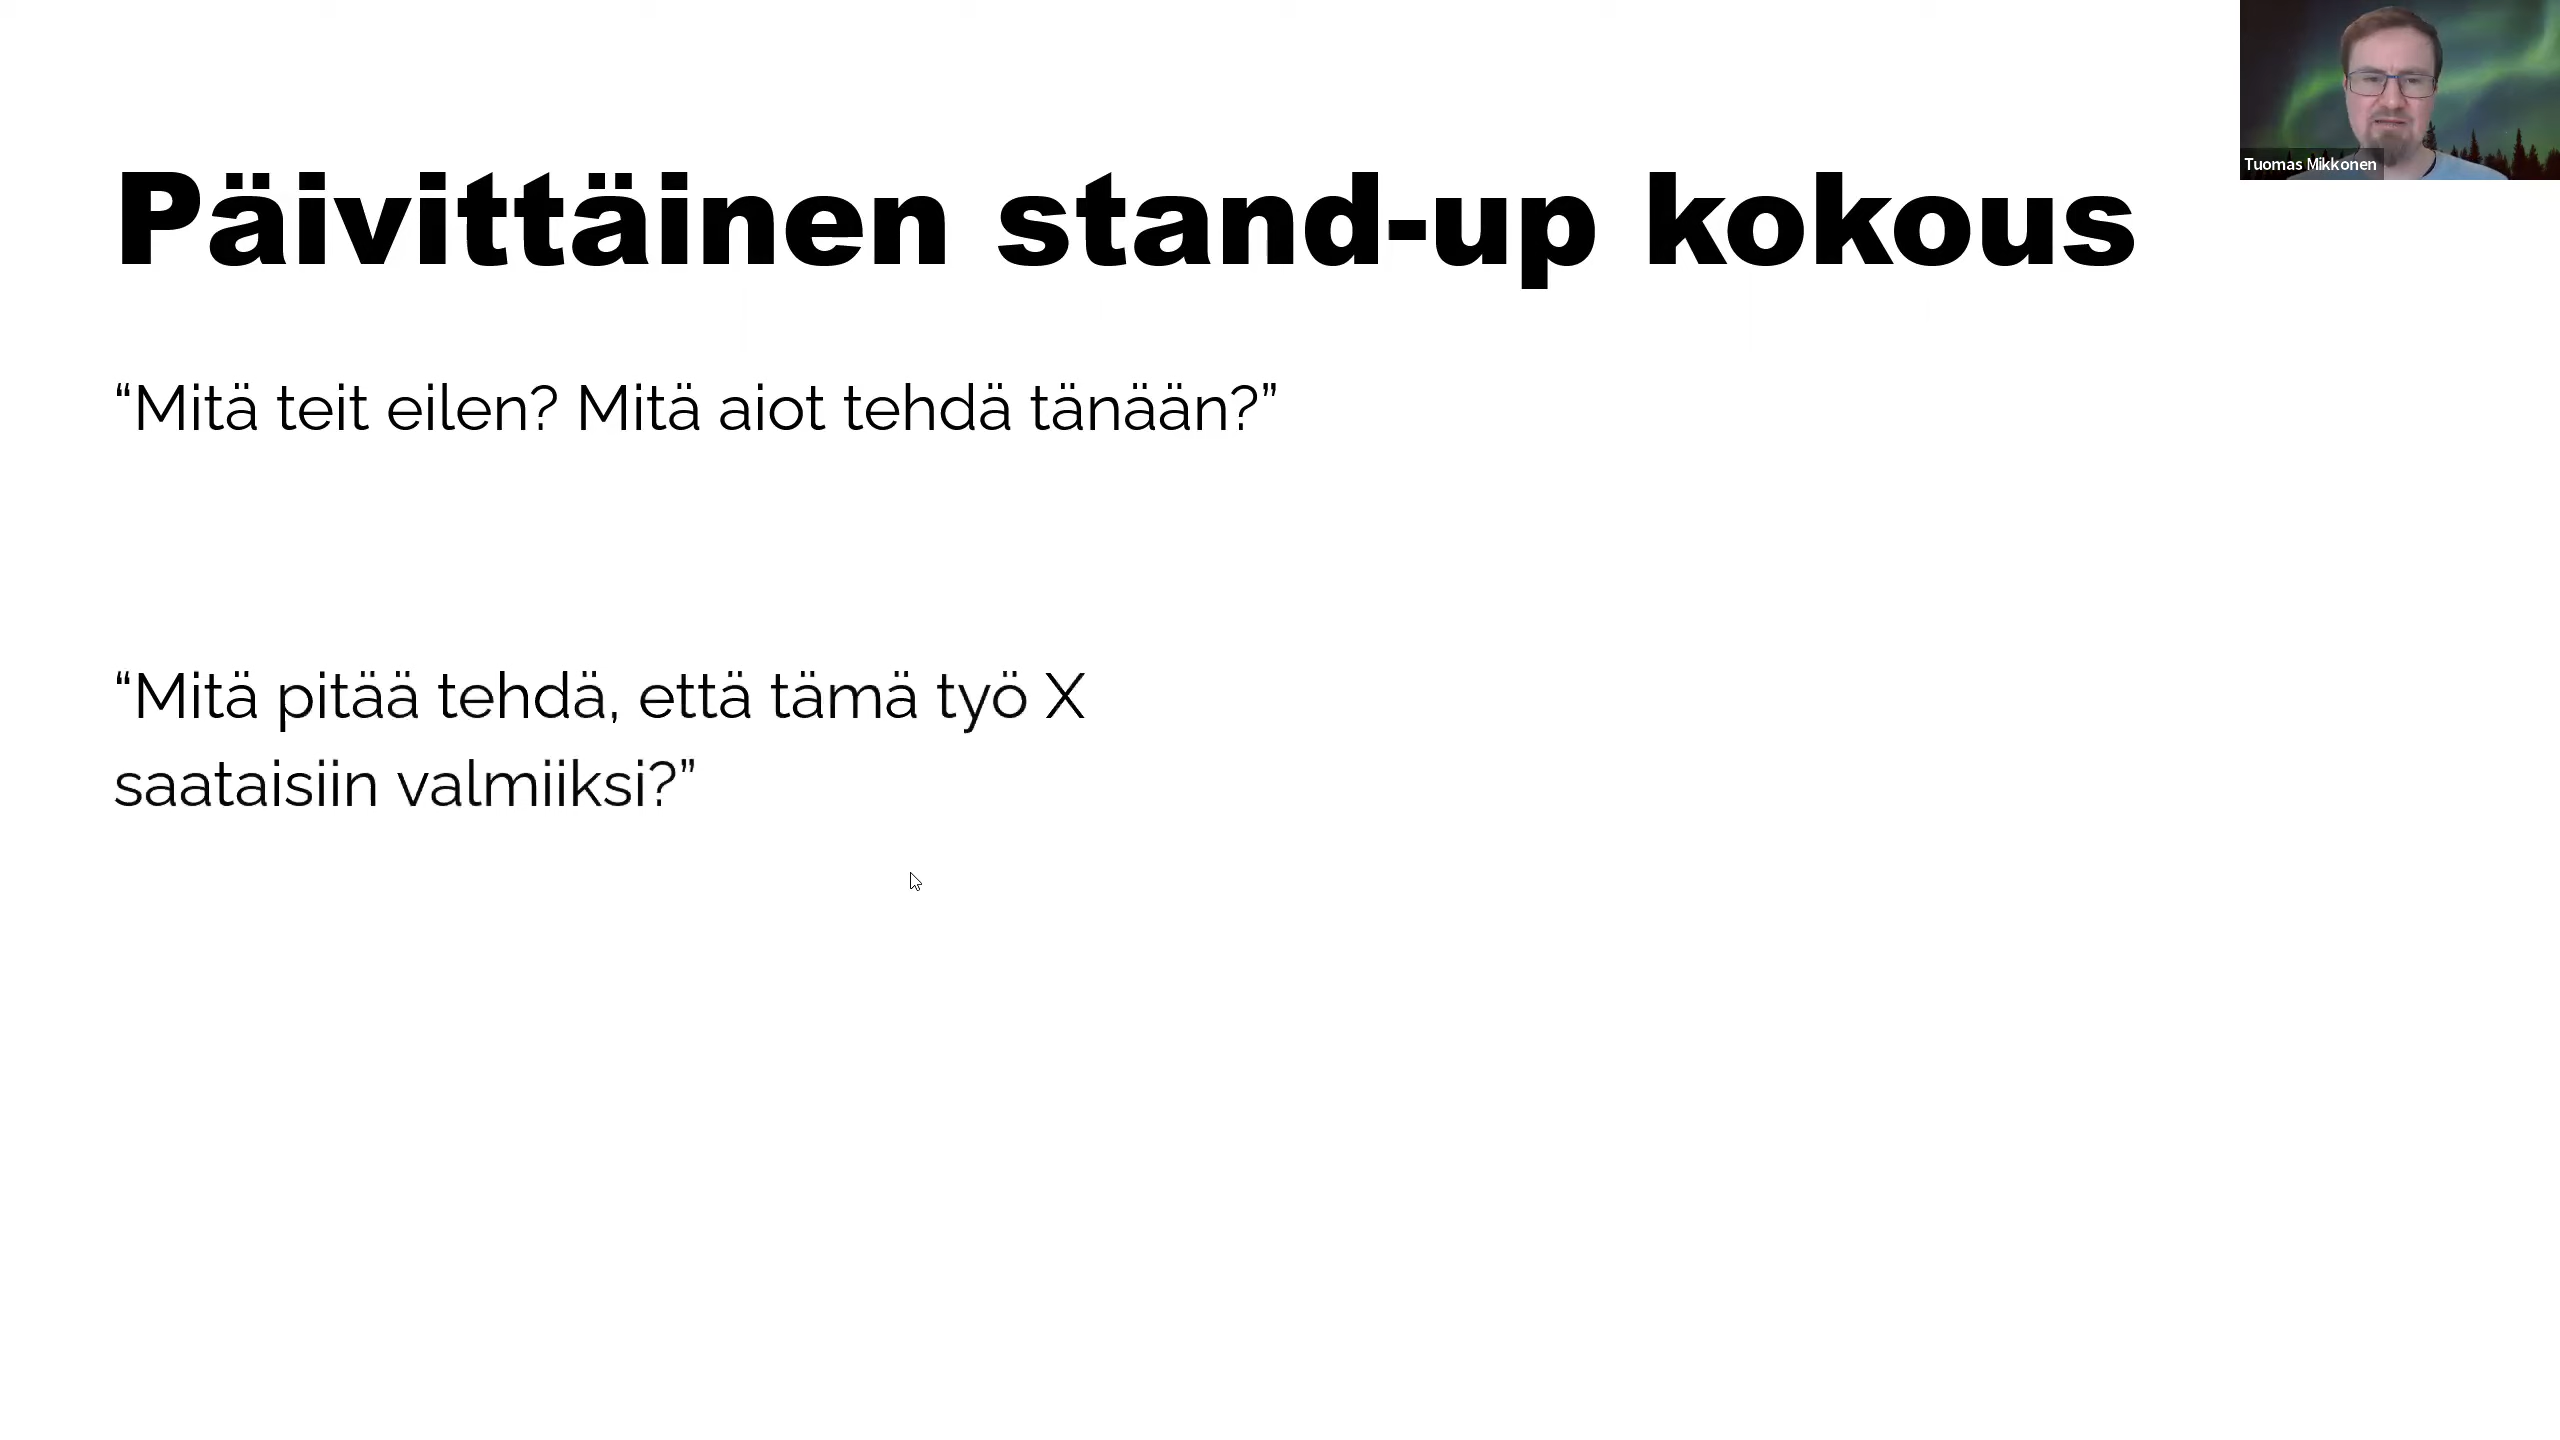 Päivittäinen stand-up kokous
“Mitä teit eilen? Mitä aiot tehdä tänään?”
“Mitä pitää tehdä, että tämä työ X
saataisiin valmiiksi?”
Tuomas Mikkonen